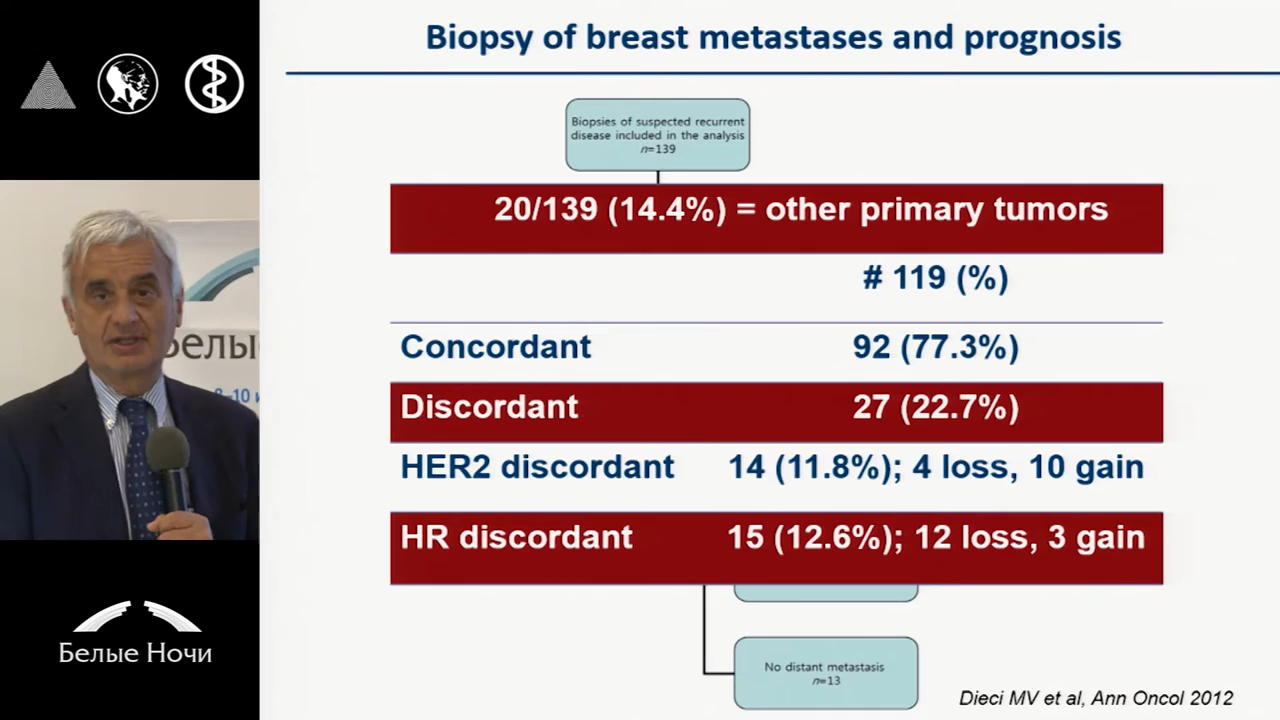 Biopsy of breast metastases and prognosis
Biopsies of suspected recurrent
disease included in the analysis
n=139
20/139 (14.4%) = other primary tumors
# 119 (%)
Concordant 92 (77.3%)
Discordant 27 (22.7%)
HER2 discordant 14 (11.8%); 4 loss, 10 gain
HR discordant 15 (12.6%); 12 loss, 3 gain
No distant metastasis
n=13
Dieci MV et al, Ann Oncol 2012
Белы
Белые Ночи